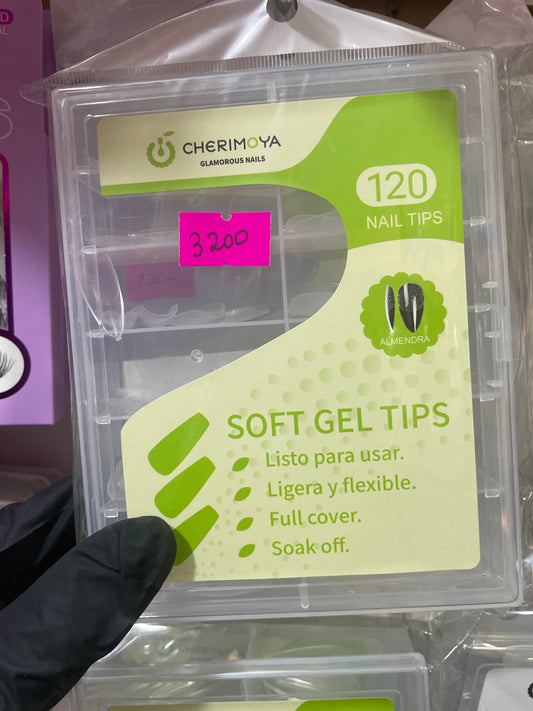 CHERIMOYA
GLAMOROUS NAILS
120
NAIL TIPS
3200
ALMENDRA
SOFT GEL TIPS
Listo para usar.
Ligera y flexible.
Full cover.
Soak off.